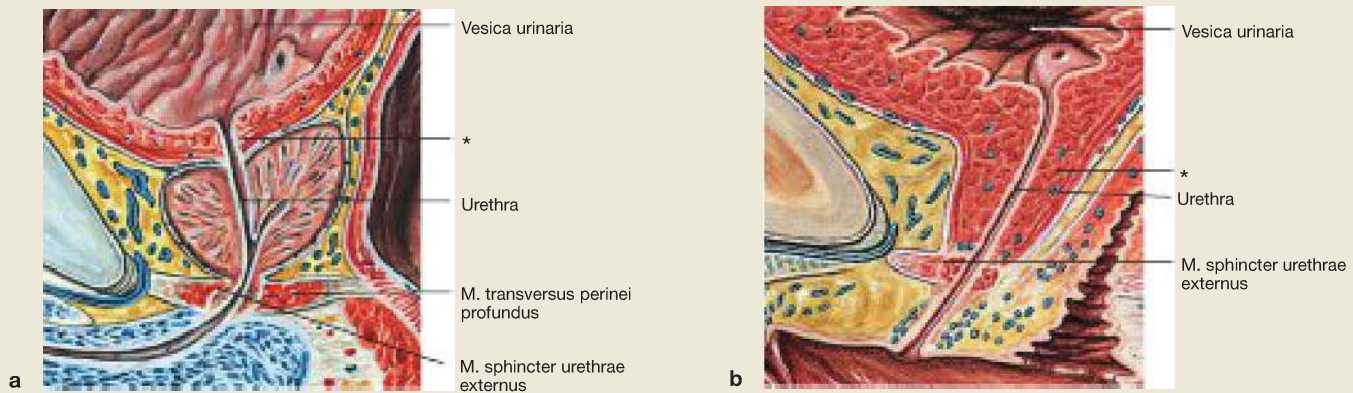 Vesica urinaria
*
Urethra
M. transversus perinei
profundus
M. sphincter urethrae
externus
a
Vesica urinaria
*
Urethra
M. sphincter urethrae
externus
b